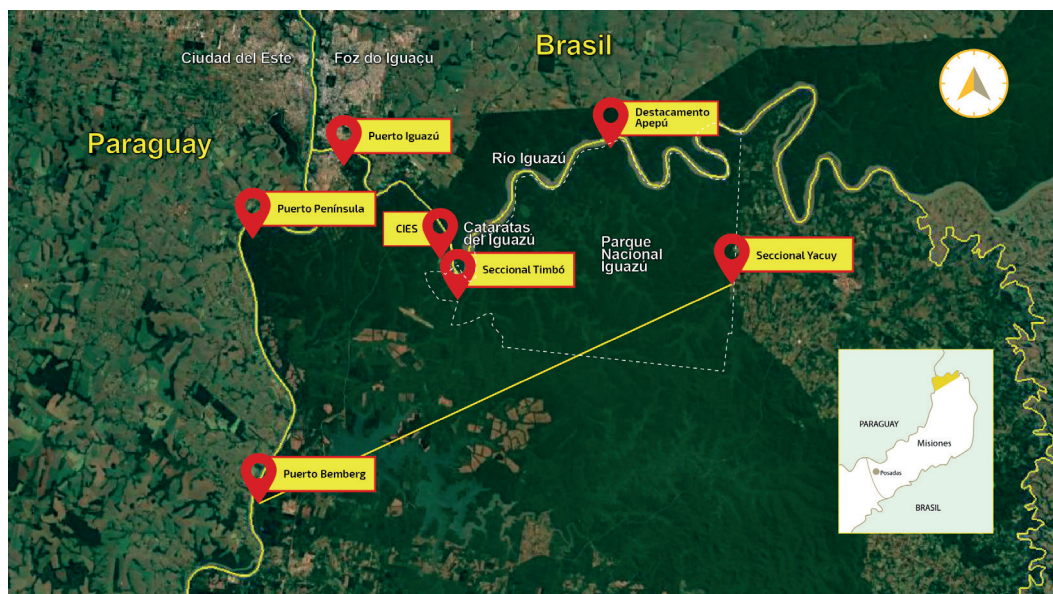 Brasil
Ciudad del Este
Foz do Iguaçu
Destacamento
Apepú
Puerto Iguazú
Paraguay
Río Iguazú
Puerto Península
CIES
Cataratas
del Iguazú
Parque
Nacional
Iguazú
Seccional Timbó
Seccional Yacuy
Puerto Bemberg
PARAGUAY
Misiones
Posadas
BRASIL